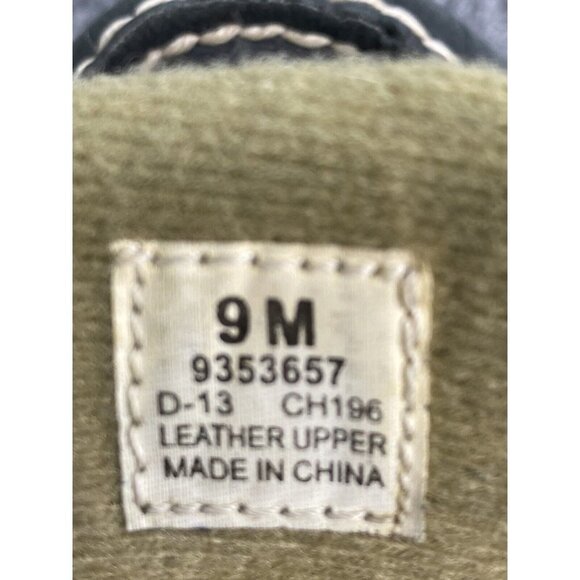 9 M
9353657
D-13 CH196
LEATHER UPPER
MADE IN CHINA